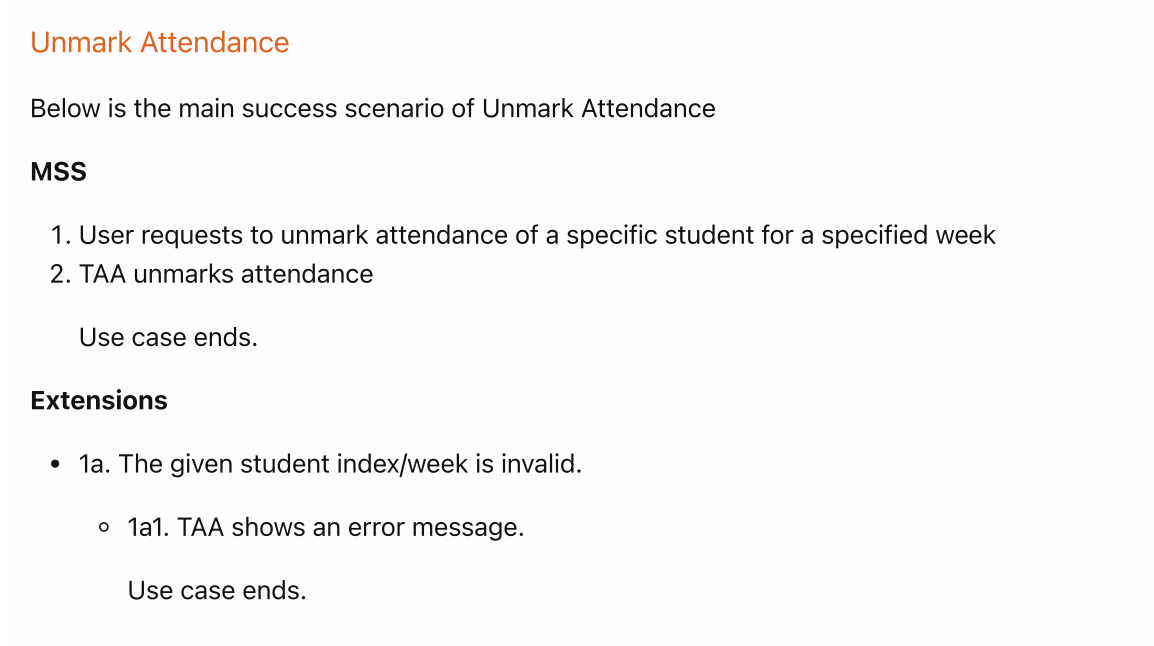 Unmark Attendance
Below is the main success scenario of Unmark Attendance
MSS
1. User requests to unmark attendance of a specific student for a specified week
2. TAA unmarks attendance
Use case ends.
Extensions
• 1a. The given student index/week is invalid.
○ 1a1. TAA shows an error message.
Use case ends.